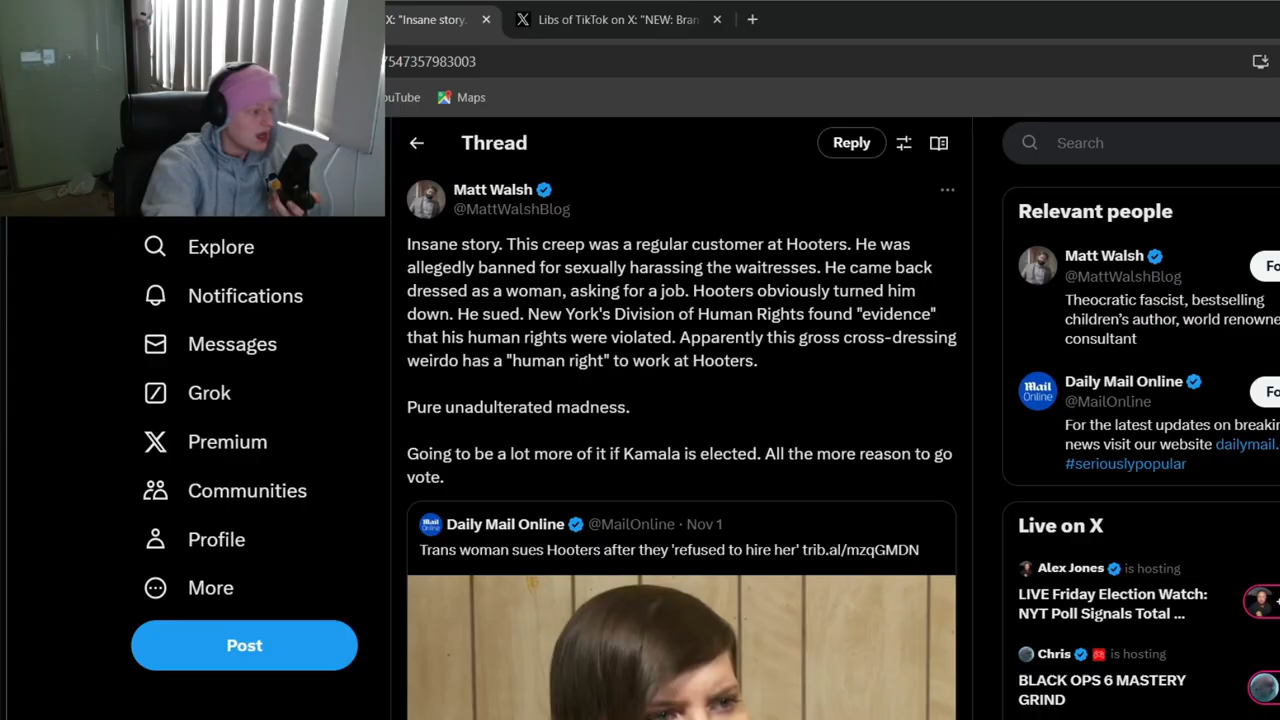 X: "Insane story.
Libs of TikTok on X: "NEW: Bran
7547357983003
ouTube
Maps
Thread
Reply
Search
Matt Walsh
@MattWalshBlog
Insane story. This creep was a regular customer at Hooters. He was
allegedly banned for sexually harassing the waitresses. He came back
dressed as a woman, asking for a job. Hooters obviously turned him
down. He sued. New York's Division of Human Rights found "evidence"
that his human rights were violated. Apparently this gross cross-dressing
weirdo has a "human right" to work at Hooters.
Pure unadulterated madness.
Going to be a lot more of it if Kamala is elected. All the more reason to go
vote.
Daily Mail Online @MailOnline · Nov 1
Trans woman sues Hooters after they 'refused to hire her' trib.al/mzqGMDN
Explore
Notifications
Messages
Grok
Premium
Communities
Profile
More
Post
Relevant people
Matt Walsh
@MattWalshBlog
Fo
Theocratic fascist, bestselling
children's author, world renowne
consultant
Daily Mail Online
@MailOnline
Fo
For the latest updates on breakin
news visit our website dailymail.
#seriouslypopular
Live on X
Alex Jones is hosting
LIVE Friday Election Watch:
NYT Poll Signals Total ...
Chris is hosting
BLACK OPS 6 MASTERY
GRIND